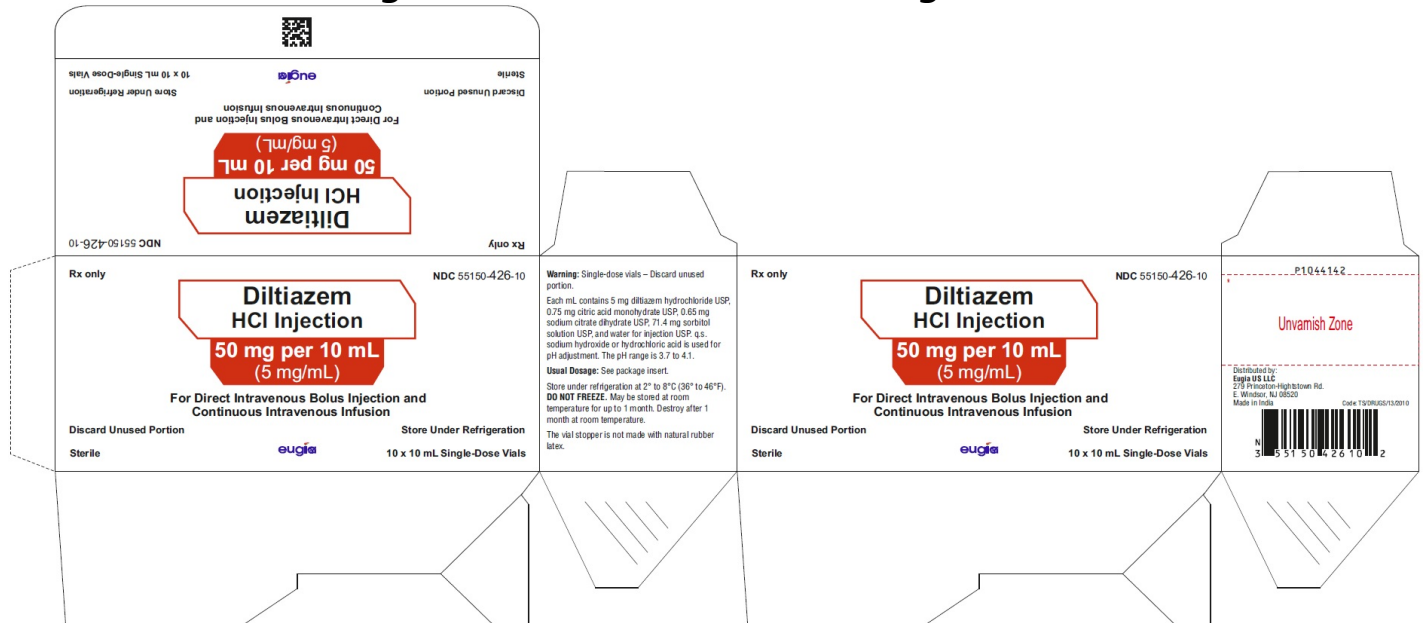 10 x 10 mL Single-Dose Vials
eugia
Sterile
Store Under Refrigeration
Discard Unused Portion
For Direct Intravenous Bolus Injection and
Continuous Intravenous Infusion
50 mg per 10 mL
(5 mg/mL)
Diltiazem
HCI Injection
NDC 55150-426-10
Rx only
Rx only
NDC 55150-426-10
Diltiazem
HCI Injection
50 mg per 10 mL
(5 mg/mL)
For Direct Intravenous Bolus Injection and
Continuous Intravenous Infusion
Discard Unused Portion
Store Under Refrigeration
Sterile
eugia
10 x 10 mL Single-Dose Vials
Warning: Single-dose vials – Discard unused
portion.
Each mL contains 5 mg diltiazem hydrochloride USP,
0.75 mg citric acid monohydrate USP, 0.65 mg
sodium citrate dihydrate USP, 71.4 mg sorbitol
solution USP, and water for injection USP. q.s.
sodium hydroxide or hydrochloric acid is used for
pH adjustment. The pH range is 3.7 to 4.1.
Usual Dosage: See package insert.
Store under refrigeration at 2° to 8°C (36° to 46°F).
DO NOT FREEZE. May be stored at room
temperature for up to 1 month. Destroy after 1
month at room temperature.
The vial stopper is not made with natural rubber
latex.
Rx only
NDC 55150-426-10
Diltiazem
HCI Injection
50 mg per 10 mL
(5 mg/mL)
For Direct Intravenous Bolus Injection and
Continuous Intravenous Infusion
Discard Unused Portion
Store Under Refrigeration
Sterile
eugia
10 x 10 mL Single-Dose Vials
P1044142
Unvarnish Zone
Distributed by:
Eugia US LLC
279 Princeton-Hightstown Rd.
E. Windsor, NJ 08520
Made in India
Code: TS/DRUGS/13/2010
N
3 55150 42610 2